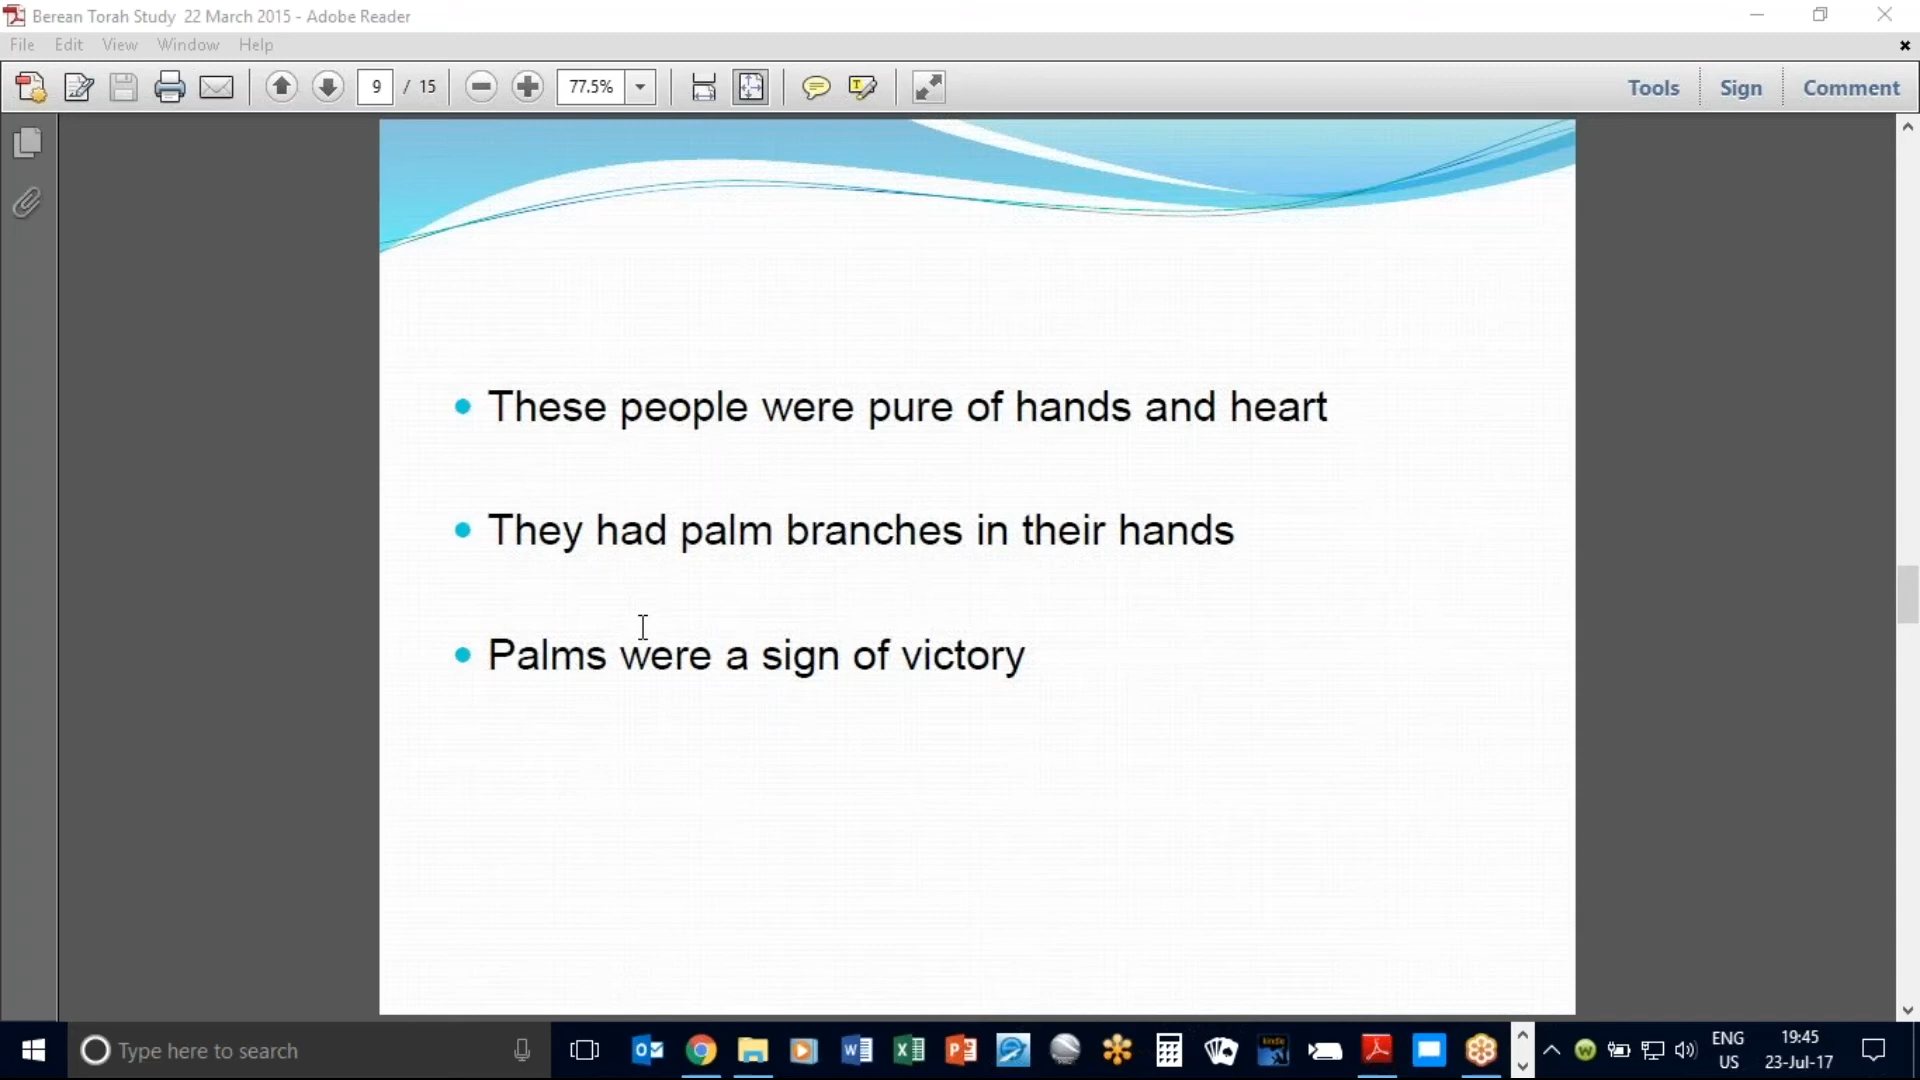 Berean Torah Study 22 March 2015 - Adobe Reader
File Edit View Window Help
9 / 15 77.5% Tools Sign Comment
• These people were pure of hands and heart
• They had palm branches in their hands
• Palms were a sign of victory
Type here to search
ENG 19:45
US 23-Jul-17